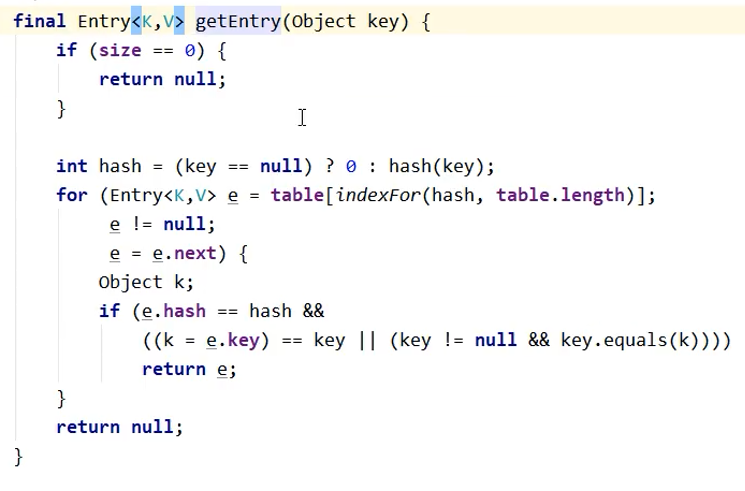 final Entry<K,V> getEntry(Object key) {
    if (size == 0) {
        return null;
    }

    int hash = (key == null) ? 0 : hash(key);
    for (Entry<K,V> e = table[indexFor(hash, table.length)];
         e != null;
         e = e.next) {
        Object k;
        if (e.hash == hash &&
            ((k = e.key) == key || (key != null && key.equals(k))))
            return e;
    }
    return null;
}